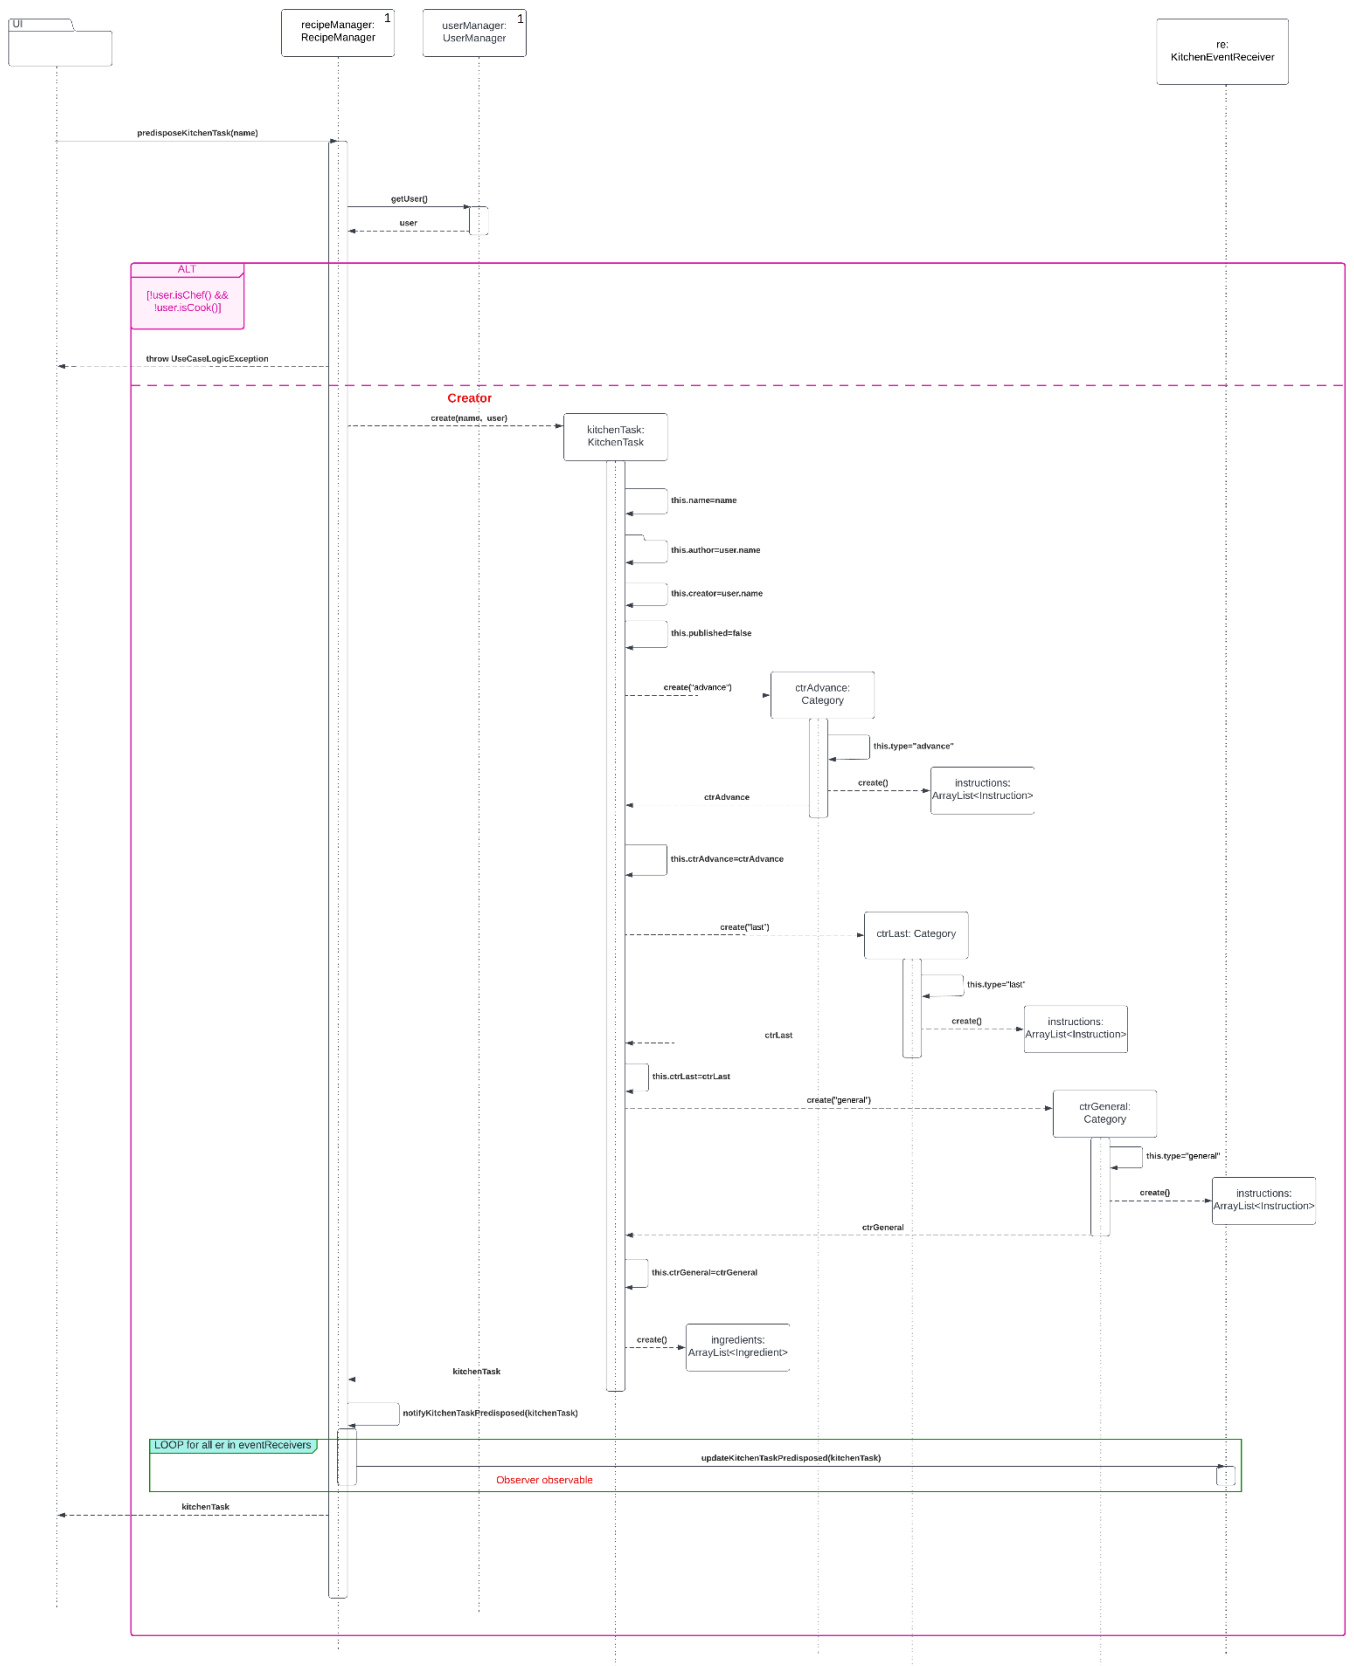 UI
recipeManager:
RecipeManager
1
userManager:
UserManager
1
re:
KitchenEventReceiver
predisposeKitchenTask(name)
getUser()
user
ALT
[!user.isChef() &&
!user.isCook()]
throw UseCaseLogicException
Creator
create(name, user)
kitchenTask:
KitchenTask
this.name=name
this.author=user.name
this.creator=user.name
this.published=false
create("advance")
ctrAdvance:
Category
this.type="advance"
create()
instructions:
ArrayList<Instruction>
ctrAdvance
this.ctrAdvance=ctrAdvance
create("last")
ctrLast: Category
this.type="last"
create()
instructions:
ArrayList<Instruction>
ctrLast
this.ctrLast=ctrLast
create("general")
ctrGeneral:
Category
this.type="general"
create()
instructions:
ArrayList<Instruction>
ctrGeneral
this.ctrGeneral=ctrGeneral
create()
ingredients:
ArrayList<Ingredient>
kitchenTask
notifyKitchenTaskPredisposed(kitchenTask)
LOOP for all er in eventReceivers
updateKitchenTaskPredisposed(kitchenTask)
Observer observable
kitchenTask